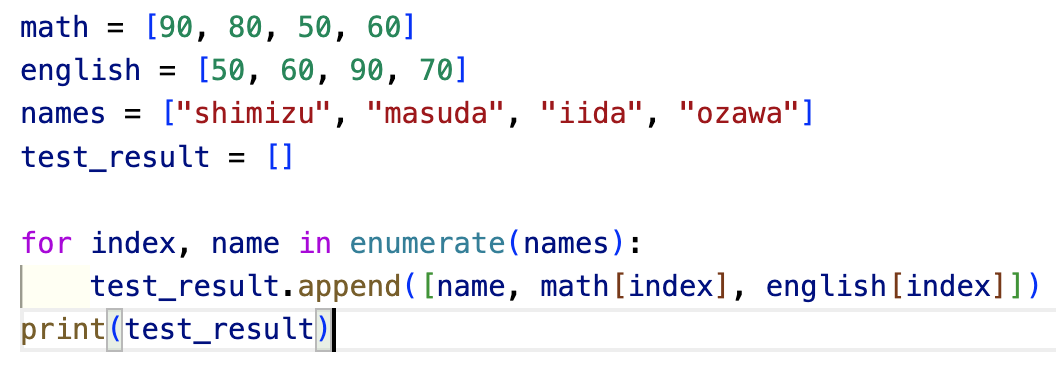 math = [90, 80, 50, 60]
english = [50, 60, 90, 70]
names = ["shimizu", "masuda", "iida", "ozawa"]
test_result = []
for index, name in enumerate(names):
    test_result.append([name, math[index], english[index]])
print(test_result)